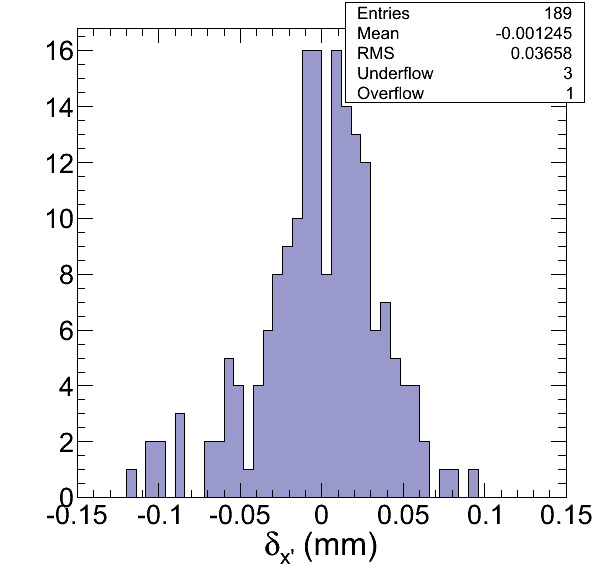 Entries 189
Mean -0.001245
RMS 0.03658
Underflow 3
Overflow 1
16
14
12
10
8
6
4
2
0
-0.15 -0.1 -0.05 0 0.05 0.1 0.15
δx' (mm)